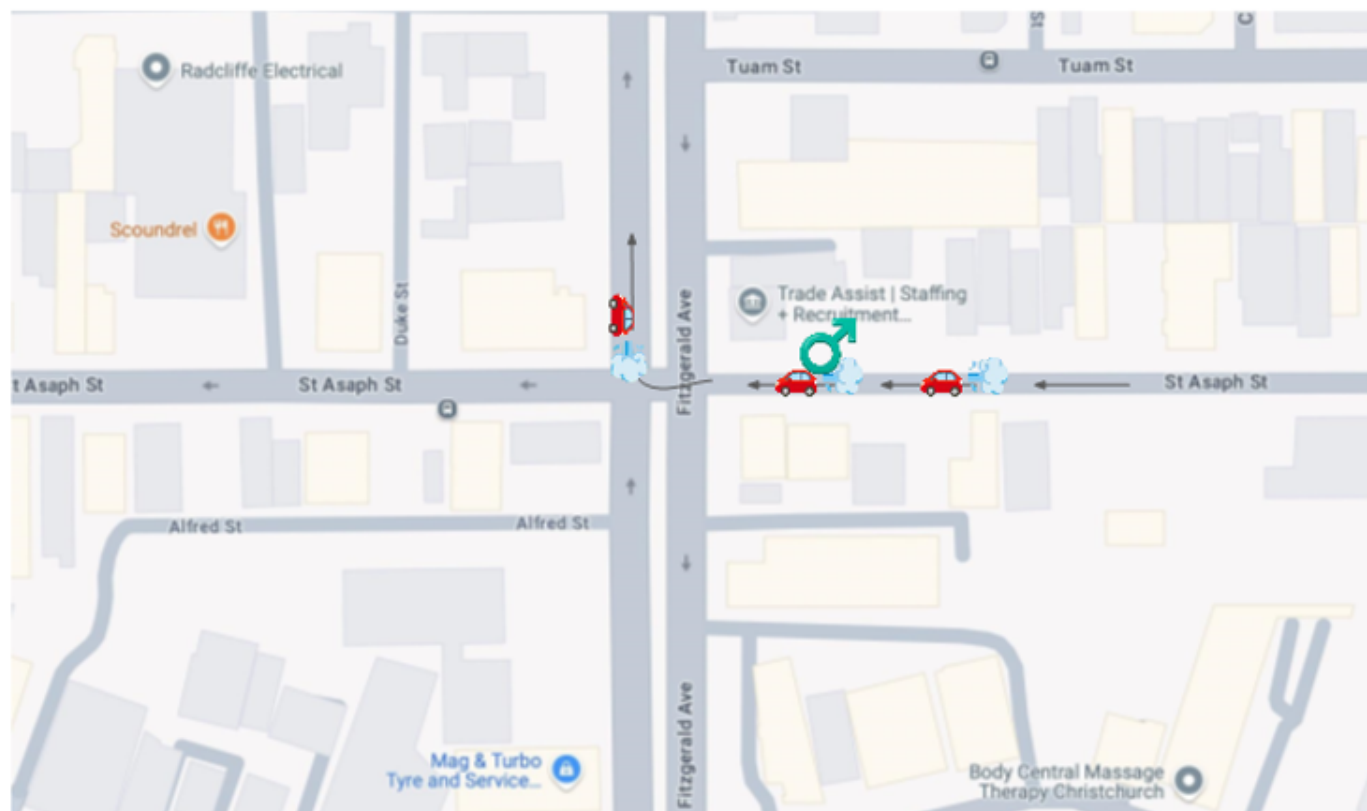 St
C
Tuam St
Tuam St
Radcliffe Electrical
Scoundrel
Duke St
Fitzgerald Ave
Trade Assist | Staffing
+ Recruitment...
t Asaph St
St Asaph St
St Asaph St
Alfred St
Alfred St
Fitzgerald Ave
Mag & Turbo
Tyre and Service...
Body Central Massage
Therapy Christchurch